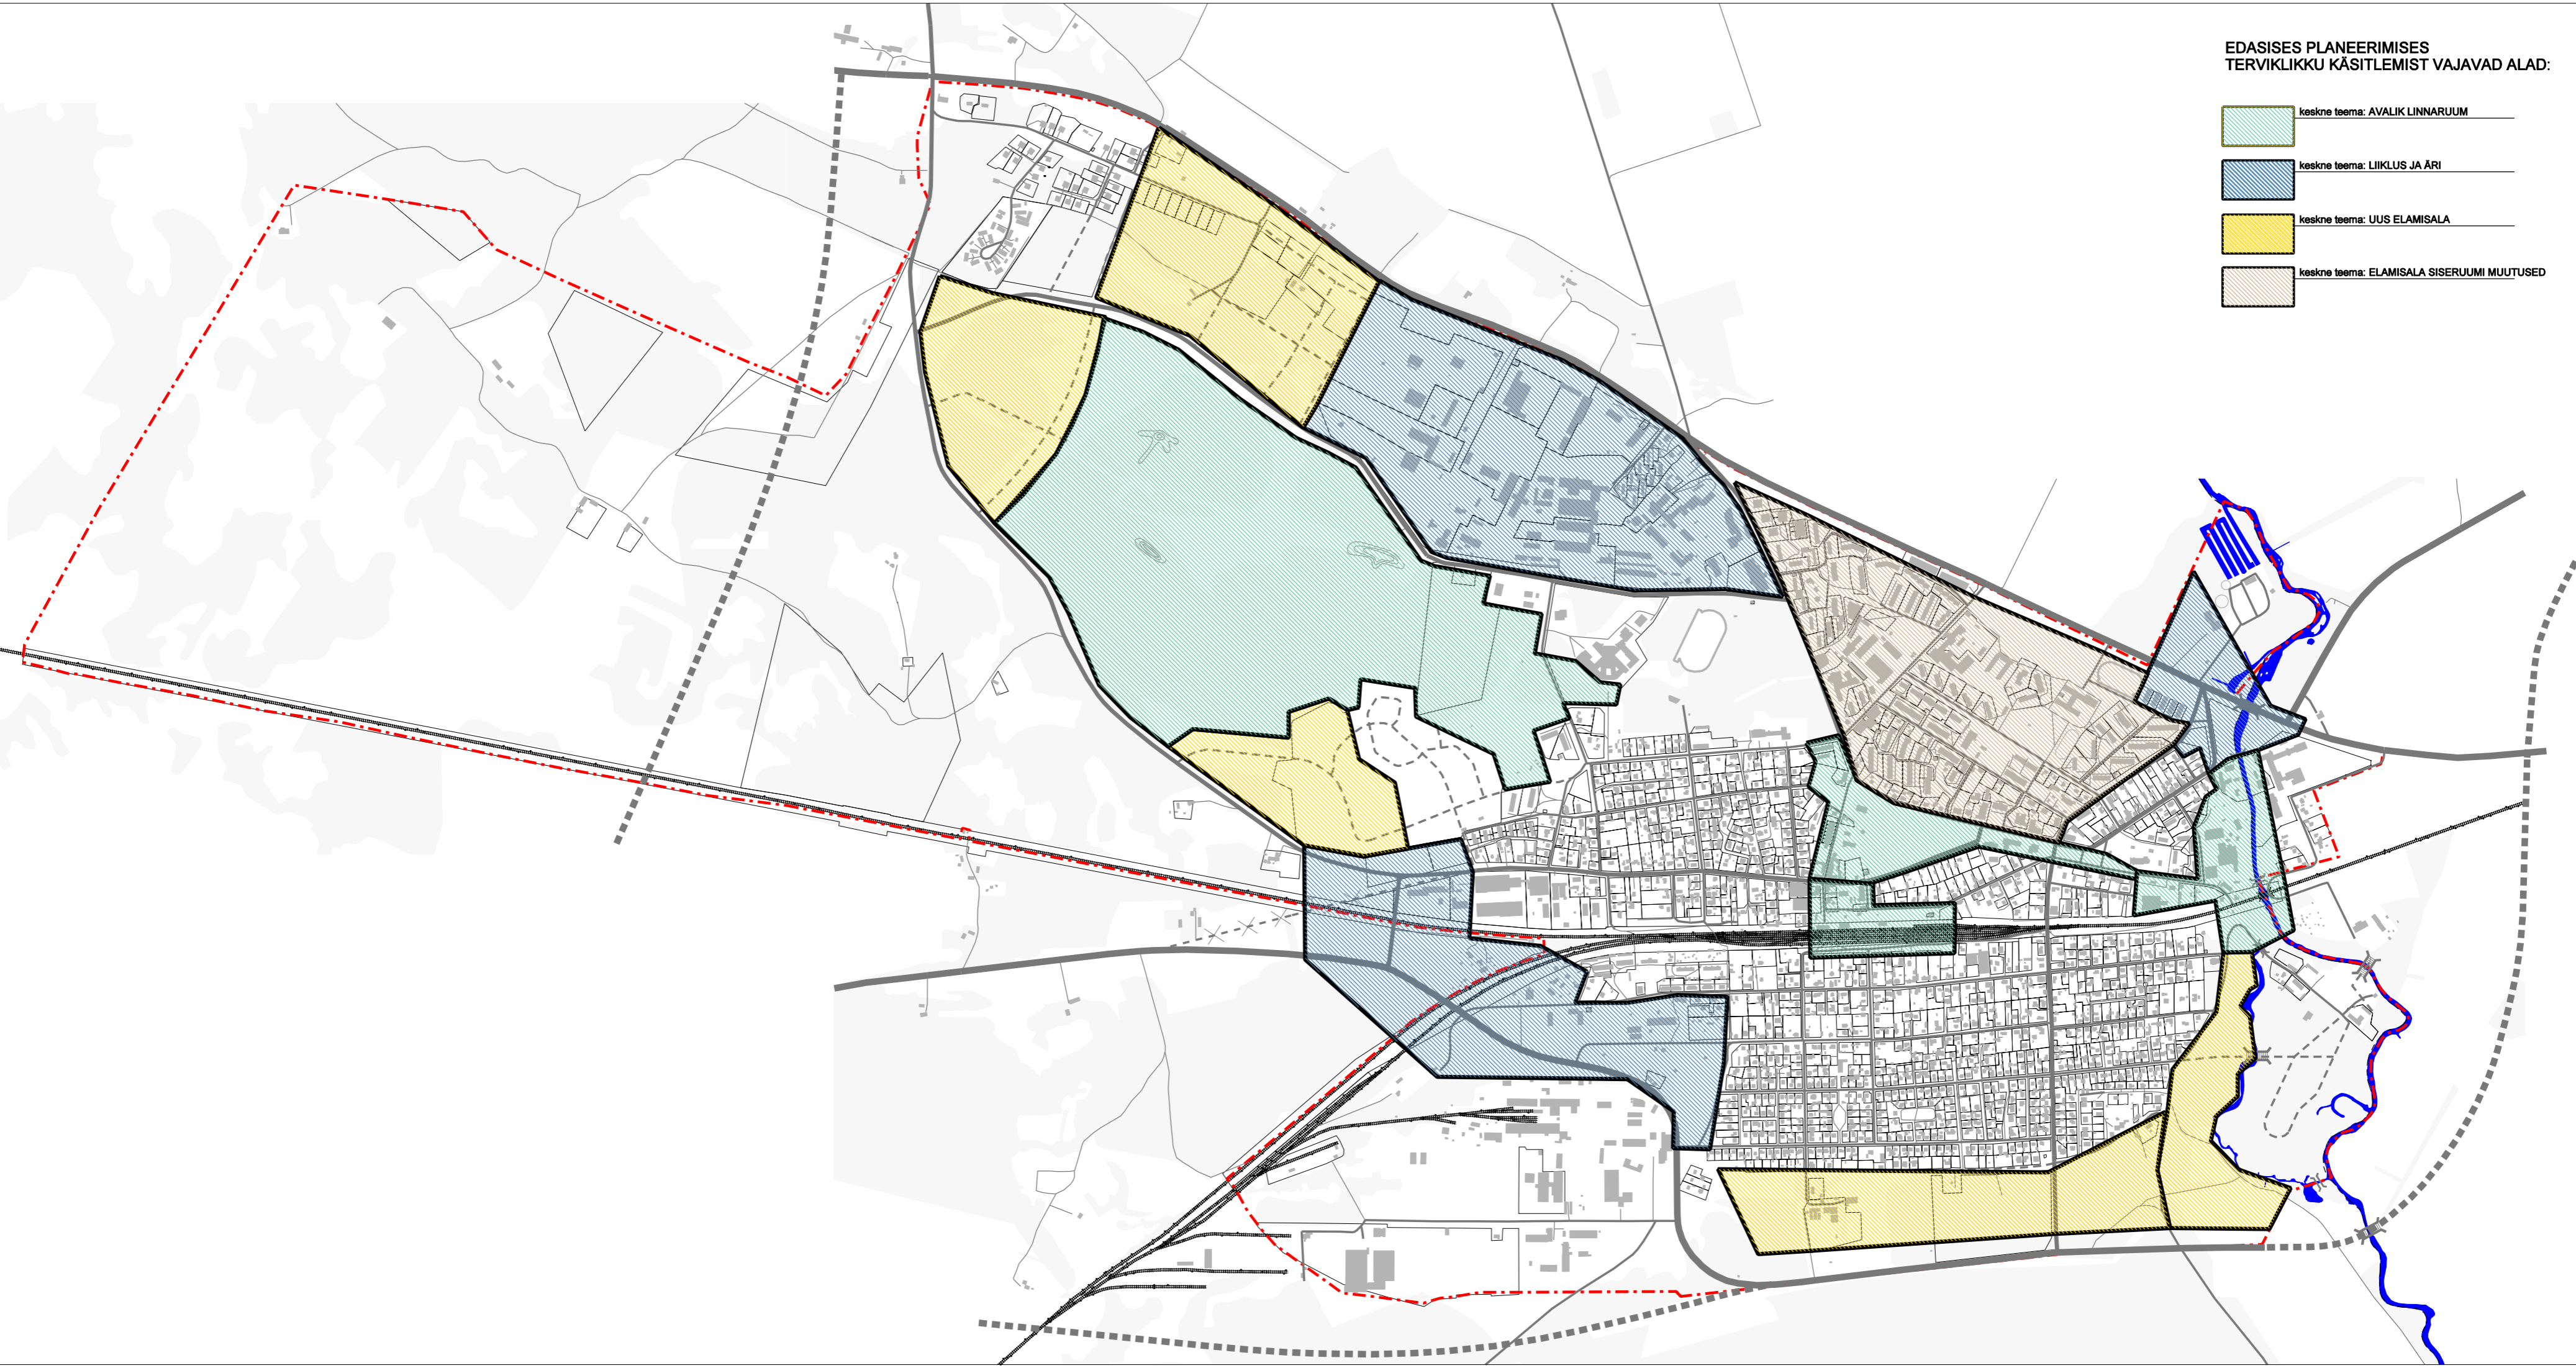 EDASISES PLANEERIMISES
TERVIKLIKKU KÄSITLEMIST VAJAVAD ALAD:
keskne teema: AVALIK LINNARUUM
keskne teema: LIIKLUS JA ÄRI
keskne teema: UUS ELAMISALA
keskne teema: ELAMISALA SISERUUMI MUUTUSED